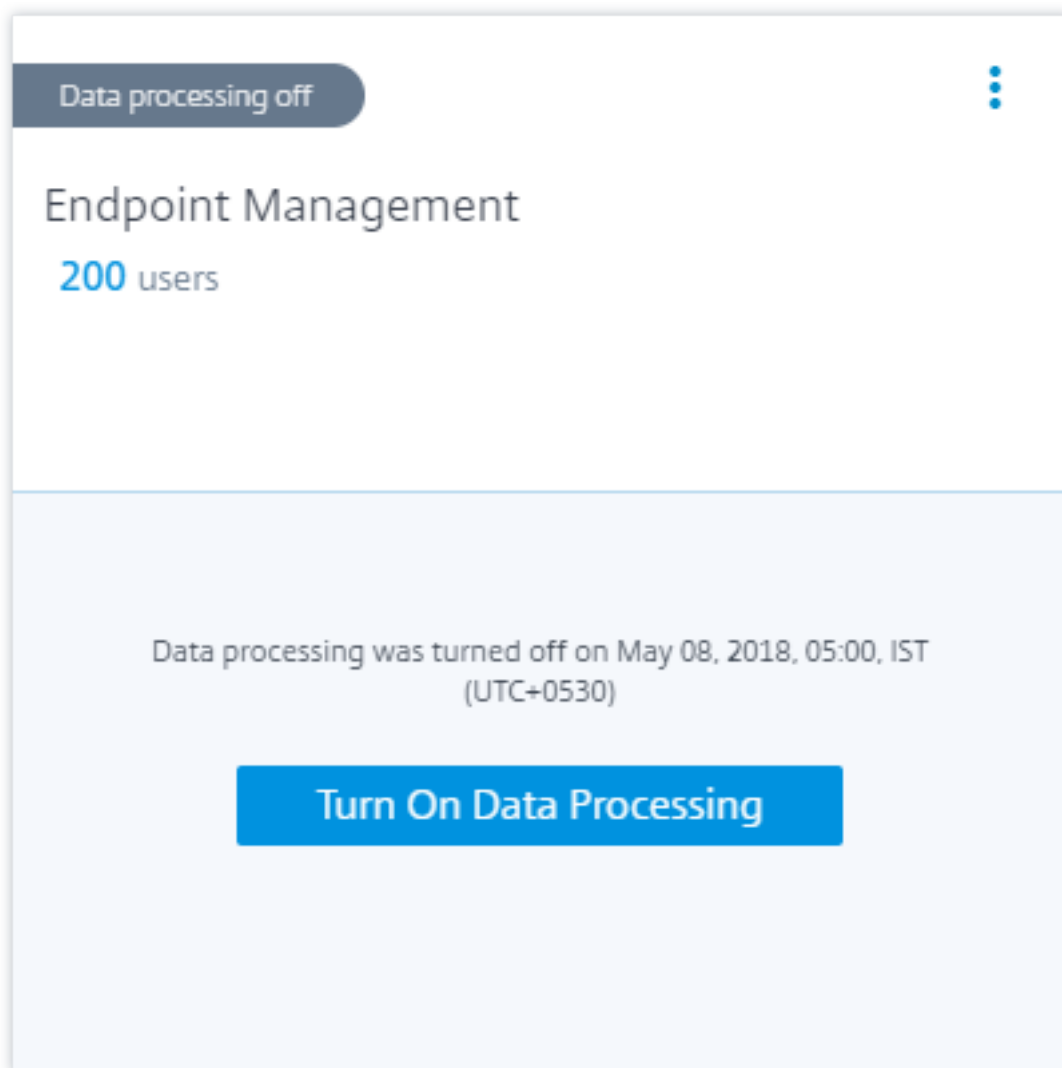 Data processing off
Endpoint Management
200 users
Data processing was turned off on May 08, 2018, 05:00, IST
(UTC+0530)
Turn On Data Processing